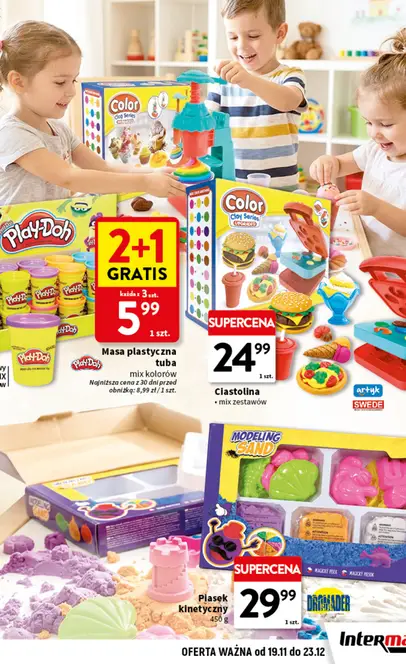 Color
Clay Series
Play-Doh
2+1
GRATIS
każda z 3 szt.
5.99
1 szt.
Masa plastyczna
tuba
mix kolorów
Najniższa cena z 30 dni przed
obniżką: 8,99 zł / 1 szt.
Play-Doh
Play-Doh
Color
Clay Series
SUPERCENA
24.99
1 szt.
Ciastolina
• mix zestawów
artyk
SWEDE
MODELING
SAND
SUPERCENA
Piasek
kinetyczny
450 g
29.99
1 szt.
DROMADER
OFERTA WAŻNA OD 19.11 DO 23.12
Interma